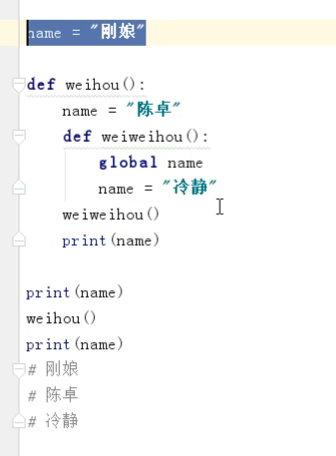 name = "刚娘"
def weihou():
name = "陈卓"
def weiweihou():
global name
name = "冷静"
weiweihou()
print(name)
print(name)
weihou()
print(name)
# 刚娘
# 陈卓
# 冷静